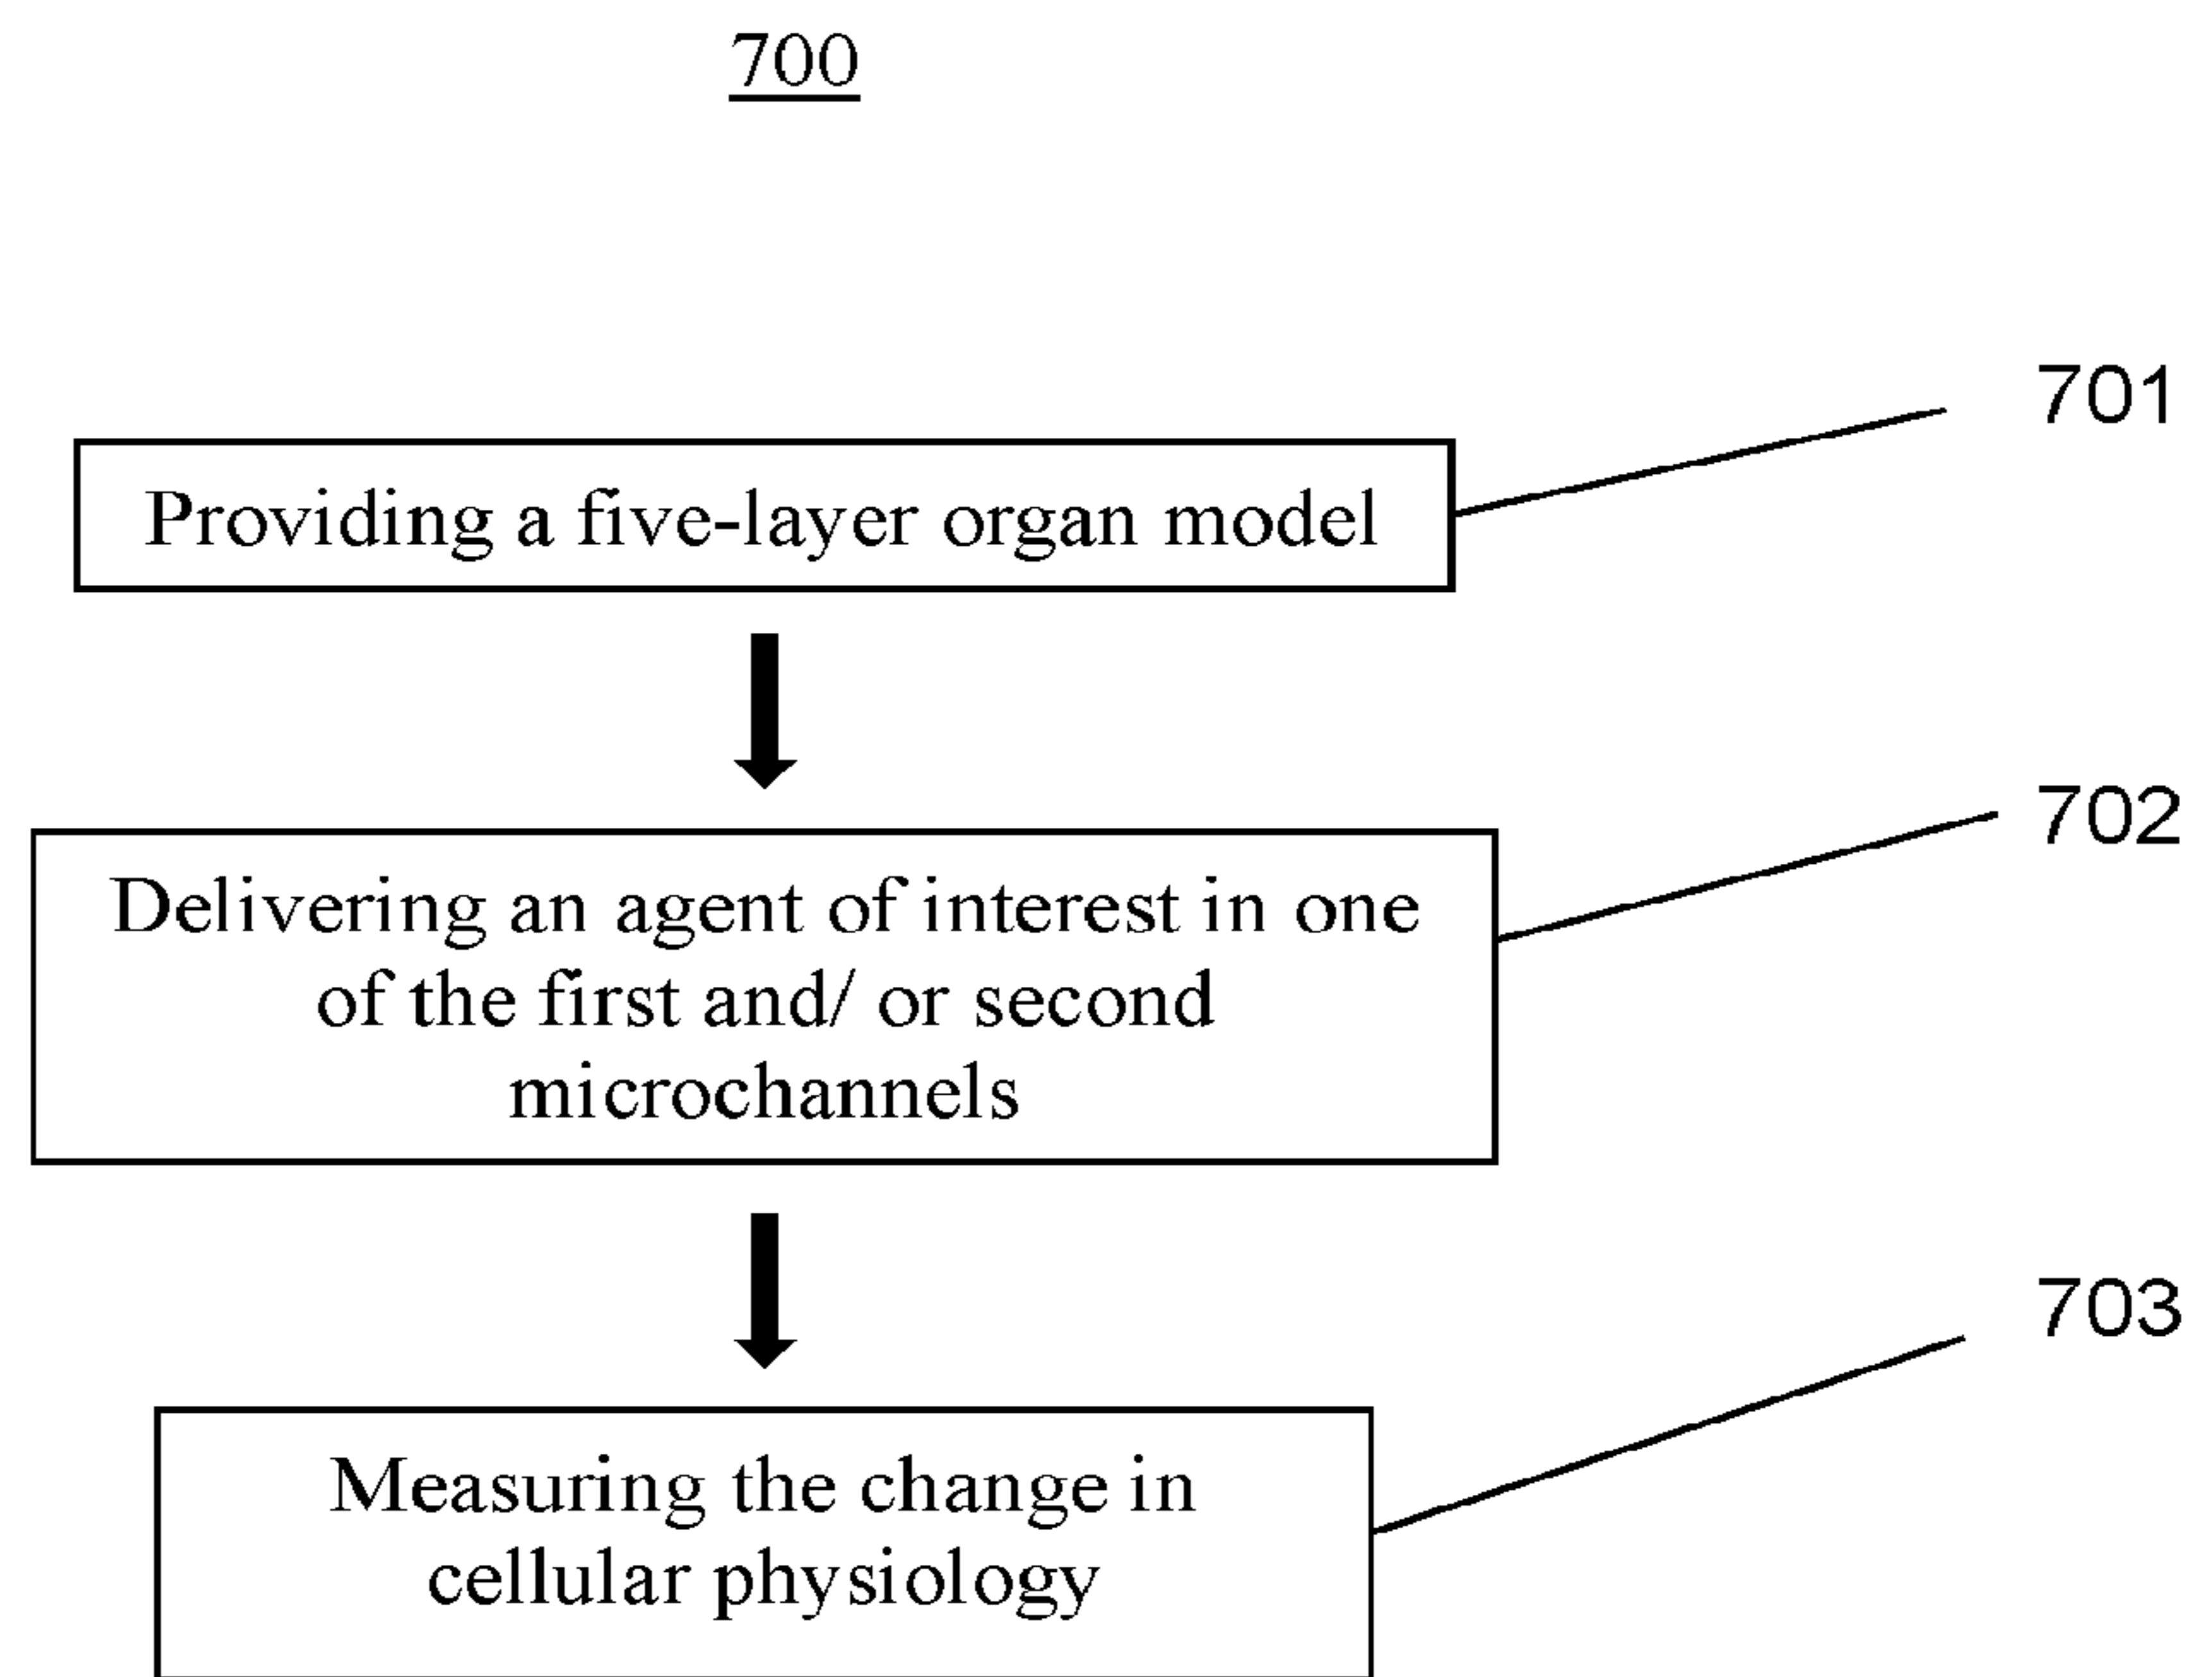 700
701
Providing a five-layer organ model
702
Delivering an agent of interest in one
of the first and/ or second
microchannels
703
Measuring the change in
cellular physiology